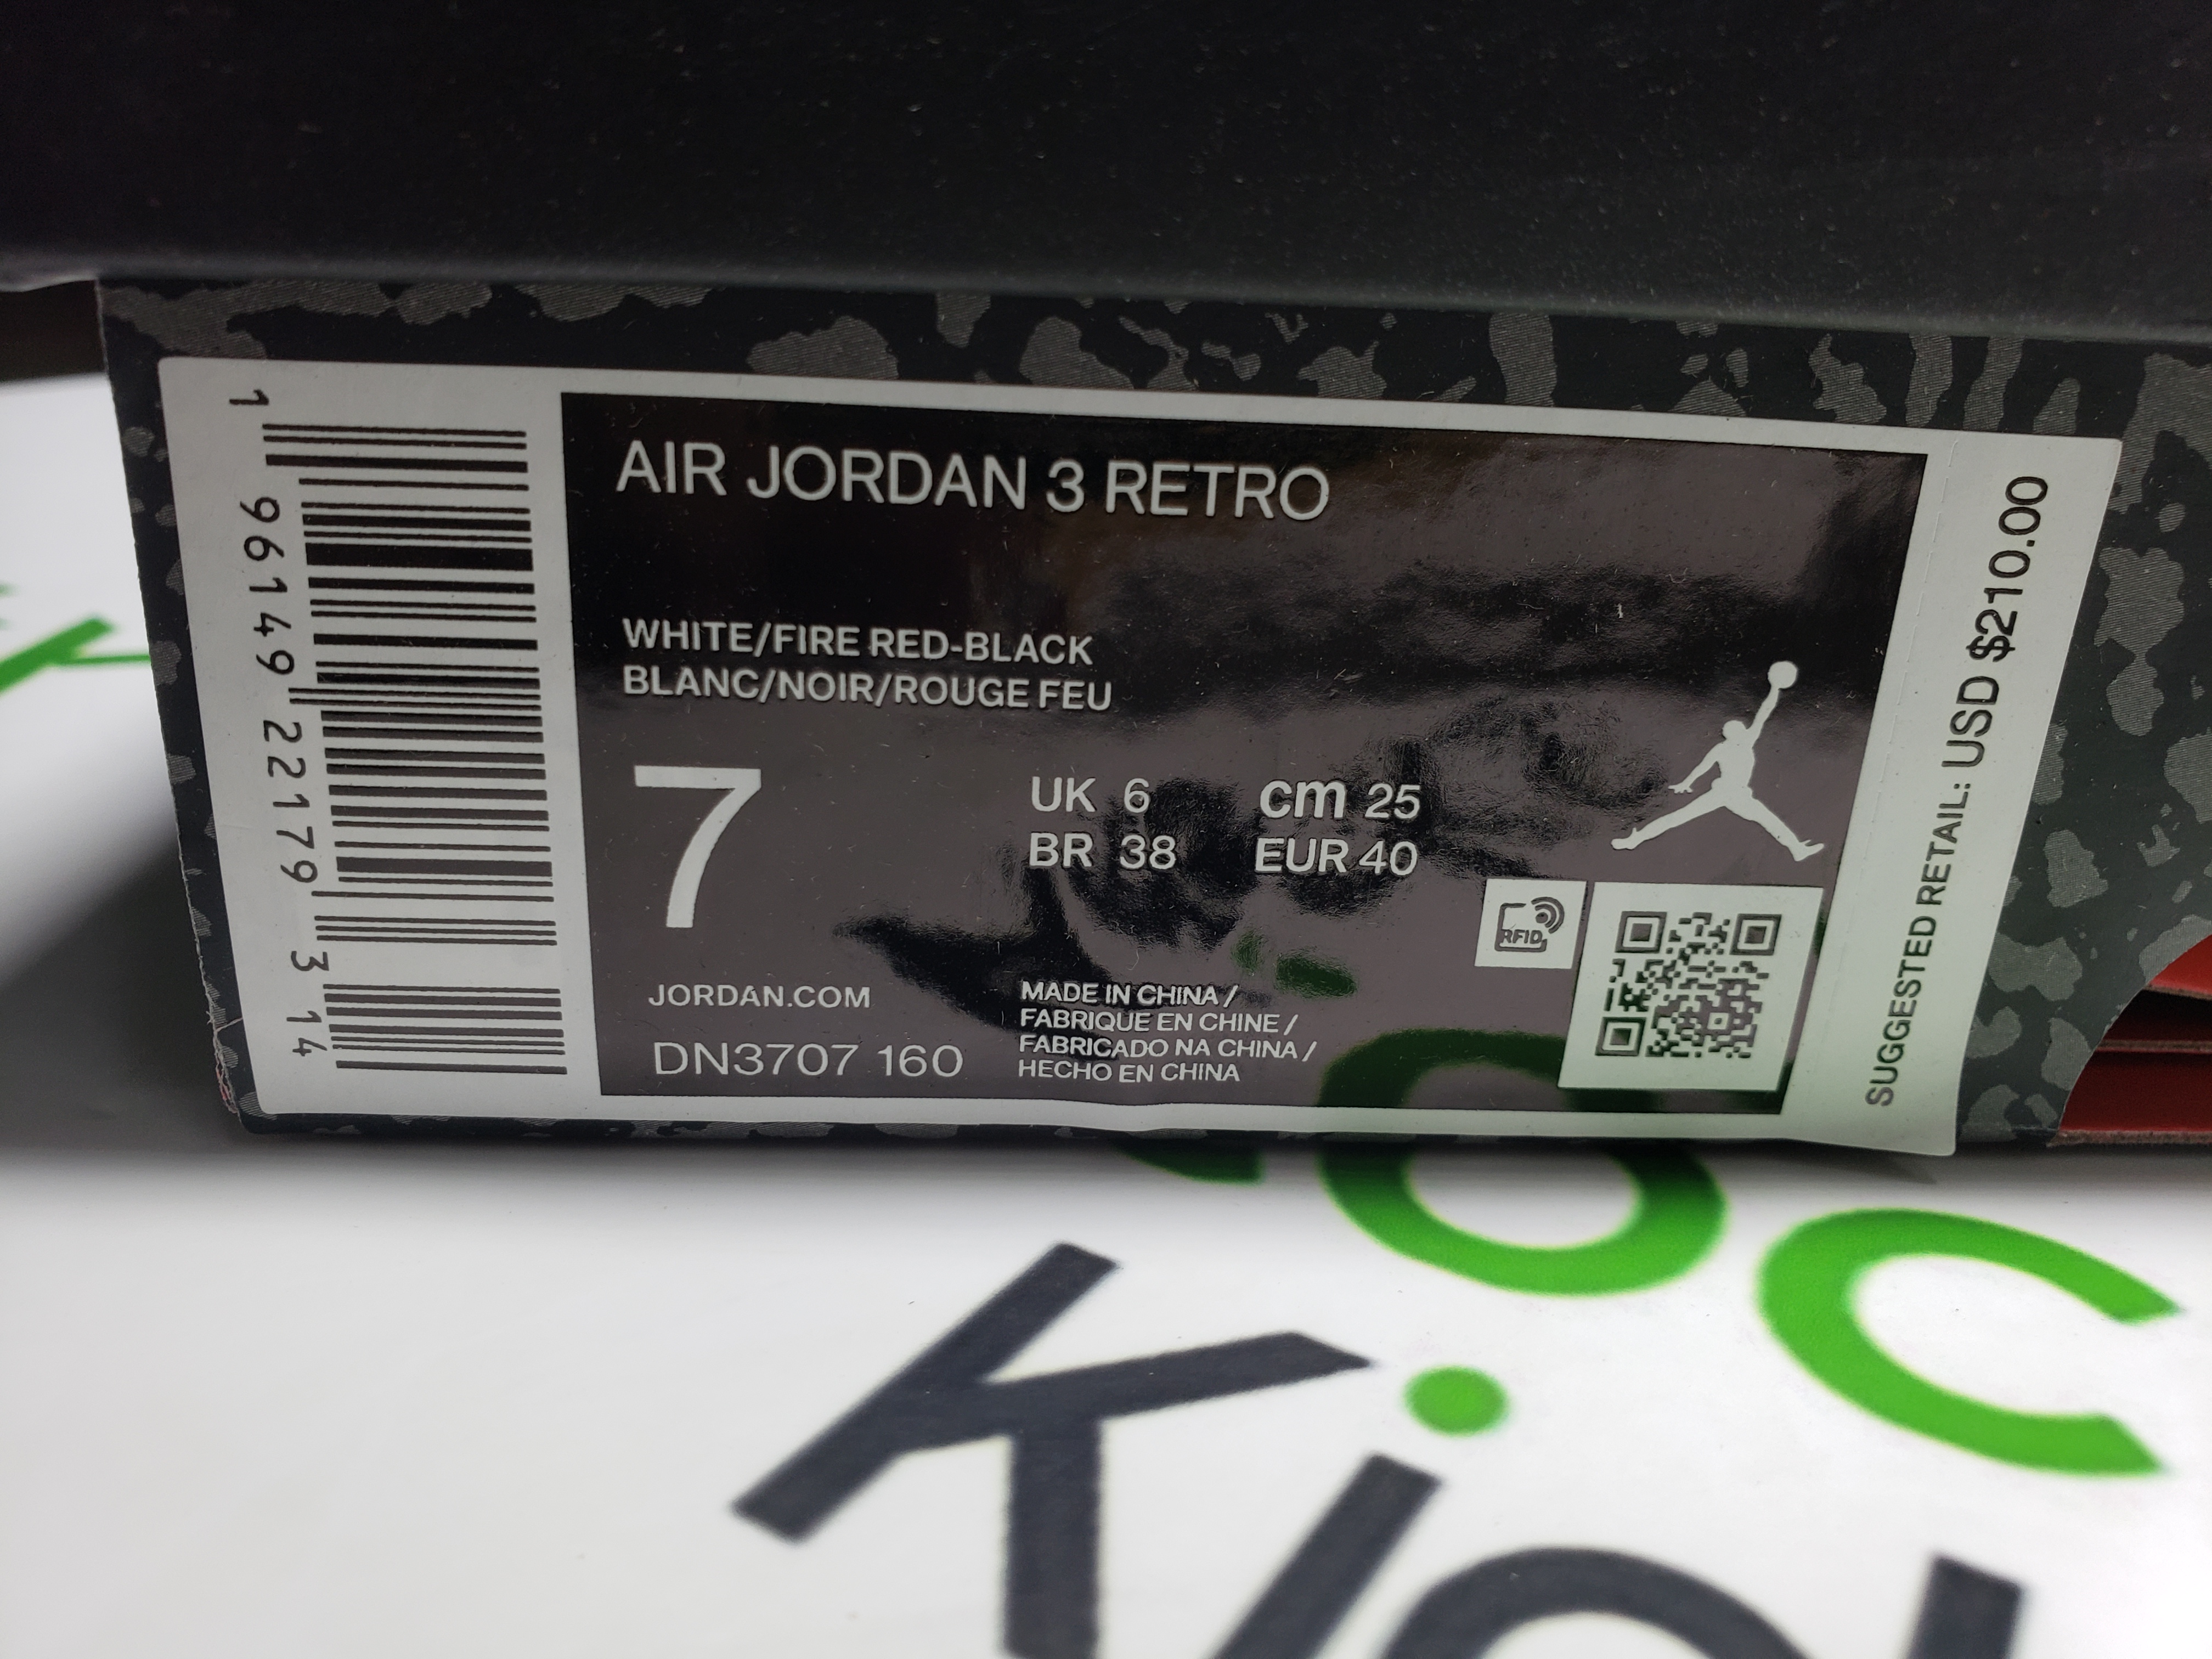 1 96149 22179 3 14
AIR JORDAN 3 RETRO
WHITE/FIRE RED-BLACK
BLANC/NOIR/ROUGE FEU
7
UK 6 cm 25
BR 38 EUR 40
JORDAN.COM
DN3707 160
MADE IN CHINA /
FABRIQUE EN CHINE /
FABRICADO NA CHINA /
HECHO EN CHINA
RFID
SUGGESTED RETAIL: USD $210.00